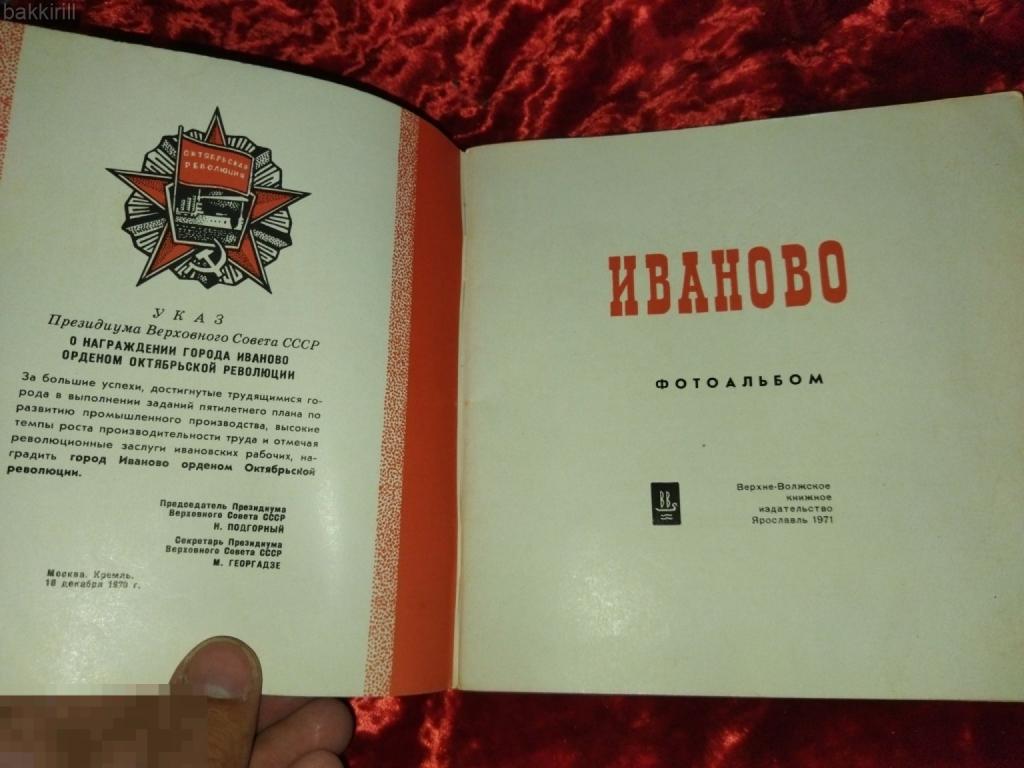 bakkirill
ОКТЯБРЬСКАЯ
РЕВОЛЮЦИЯ
УКАЗ
Президиума Верховного Совета СССР
О НАГРАЖДЕНИИ ГОРОДА ИВАНОВО
ОРДЕНОМ ОКТЯБРЬСКОЙ РЕВОЛЮЦИИ
За большие успехи, достигнутые трудящимися го-
рода в выполнении заданий пятилетнего плана по
развитию промышленного производства, высокие
темпы роста производительности труда и отмечая
революционные заслуги ивановских рабочих, на-
градить город Иваново орденом Октябрьской
революции.
Председатель Президиума
Верховного Совета СССР
Н. ПОДГОРНЫЙ
Секретарь Президиума
Верховного Совета СССР
М. ГЕОРГАДЗЕ
Москва. Кремль.
декабря 1970 г.
ИВАНОВО
ФОТОАЛЬБОМ
Верхне-Волжское
книжное
издательство
Ярославль 1971